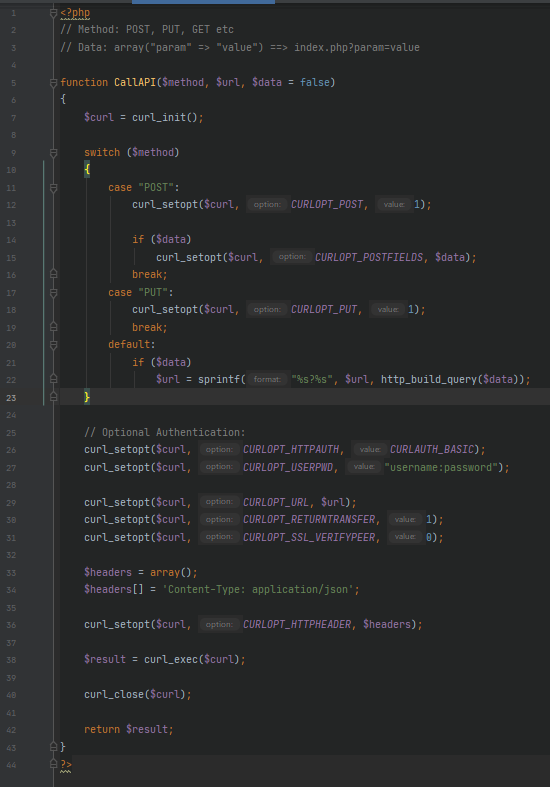 1 <?php
2 // Method: POST, PUT, GET etc
3 // Data: array("param" => "value") ==> index.php?param=value
4
5 function CallAPI($method, $url, $data = false)
6 {
7 $curl = curl_init();
8
9 switch ($method)
10 {
11 case "POST":
12 curl_setopt($curl, option: CURLOPT_POST, value: 1);
13
14 if ($data)
15 curl_setopt($curl, option: CURLOPT_POSTFIELDS, $data);
16 break;
17 case "PUT":
18 curl_setopt($curl, option: CURLOPT_PUT, value: 1);
19 break;
20 default:
21 if ($data)
22 $url = sprintf( format: "%s?%s", $url, http_build_query($data));
23 }
24
25 // Optional Authentication:
26 curl_setopt($curl, option: CURLOPT_HTTPAUTH, value: CURLAUTH_BASIC);
27 curl_setopt($curl, option: CURLOPT_USERPWD, value: "username:password");
28
29 curl_setopt($curl, option: CURLOPT_URL, $url);
30 curl_setopt($curl, option: CURLOPT_RETURNTRANSFER, value: 1);
31 curl_setopt($curl, option: CURLOPT_SSL_VERIFYPEER, value: 0);
32
33 $headers = array();
34 $headers[] = 'Content-Type: application/json';
35
36 curl_setopt($curl, option: CURLOPT_HTTPHEADER, $headers);
37
38 $result = curl_exec($curl);
39
40 curl_close($curl);
41
42 return $result;
43 }
44 ?>